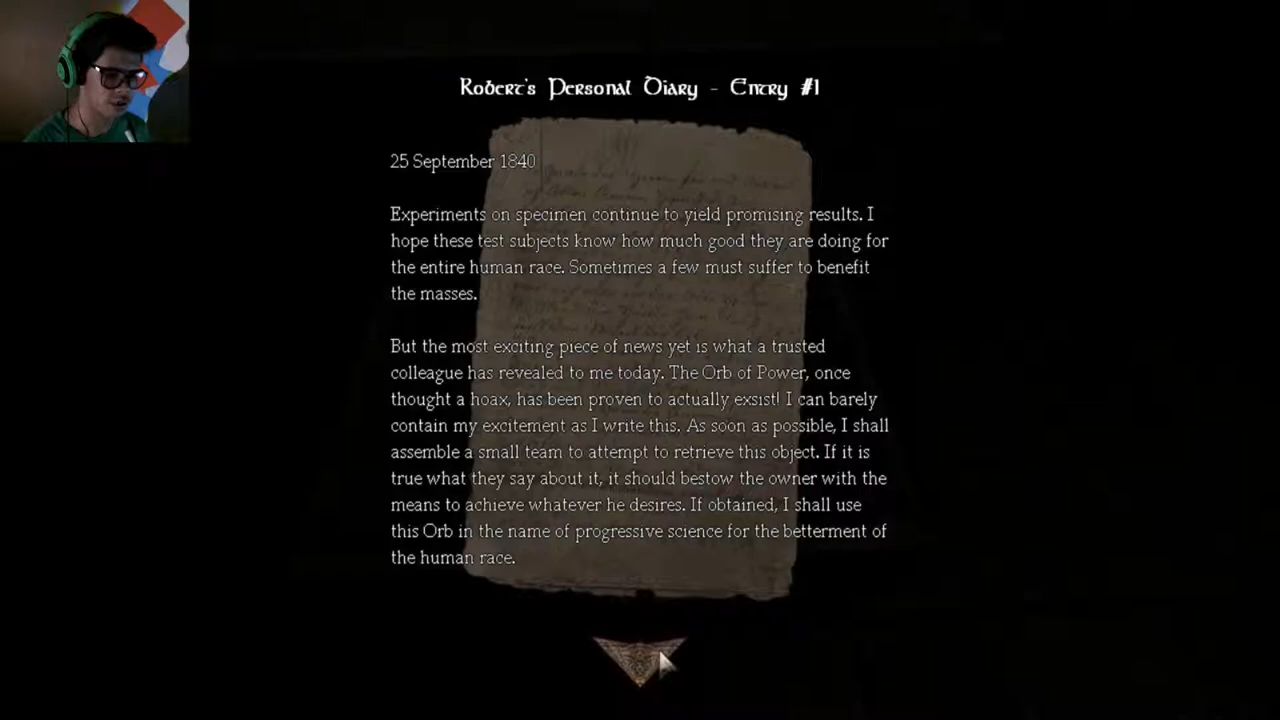 Robert's Personal Diary - Entry #1
25 September 1840
Experiments on specimen continue to yield promising results. I
hope these test subjects know how much good they are doing for
the entire human race. Sometimes a few must suffer to benefit
the masses.
But the most exciting piece of news yet is what a trusted
colleague has revealed to me today. The Orb of Power, once
thought a hoax, has been proven to actually exsist! I can barely
contain my excitement as I write this. As soon as possible, I shall
assemble a small team to attempt to retrieve this object. If it is
true what they say about it, it should bestow the owner with the
means to achieve whatever he desires. If obtained, I shall use
this Orb in the name of progressive science for the betterment of
the human race.